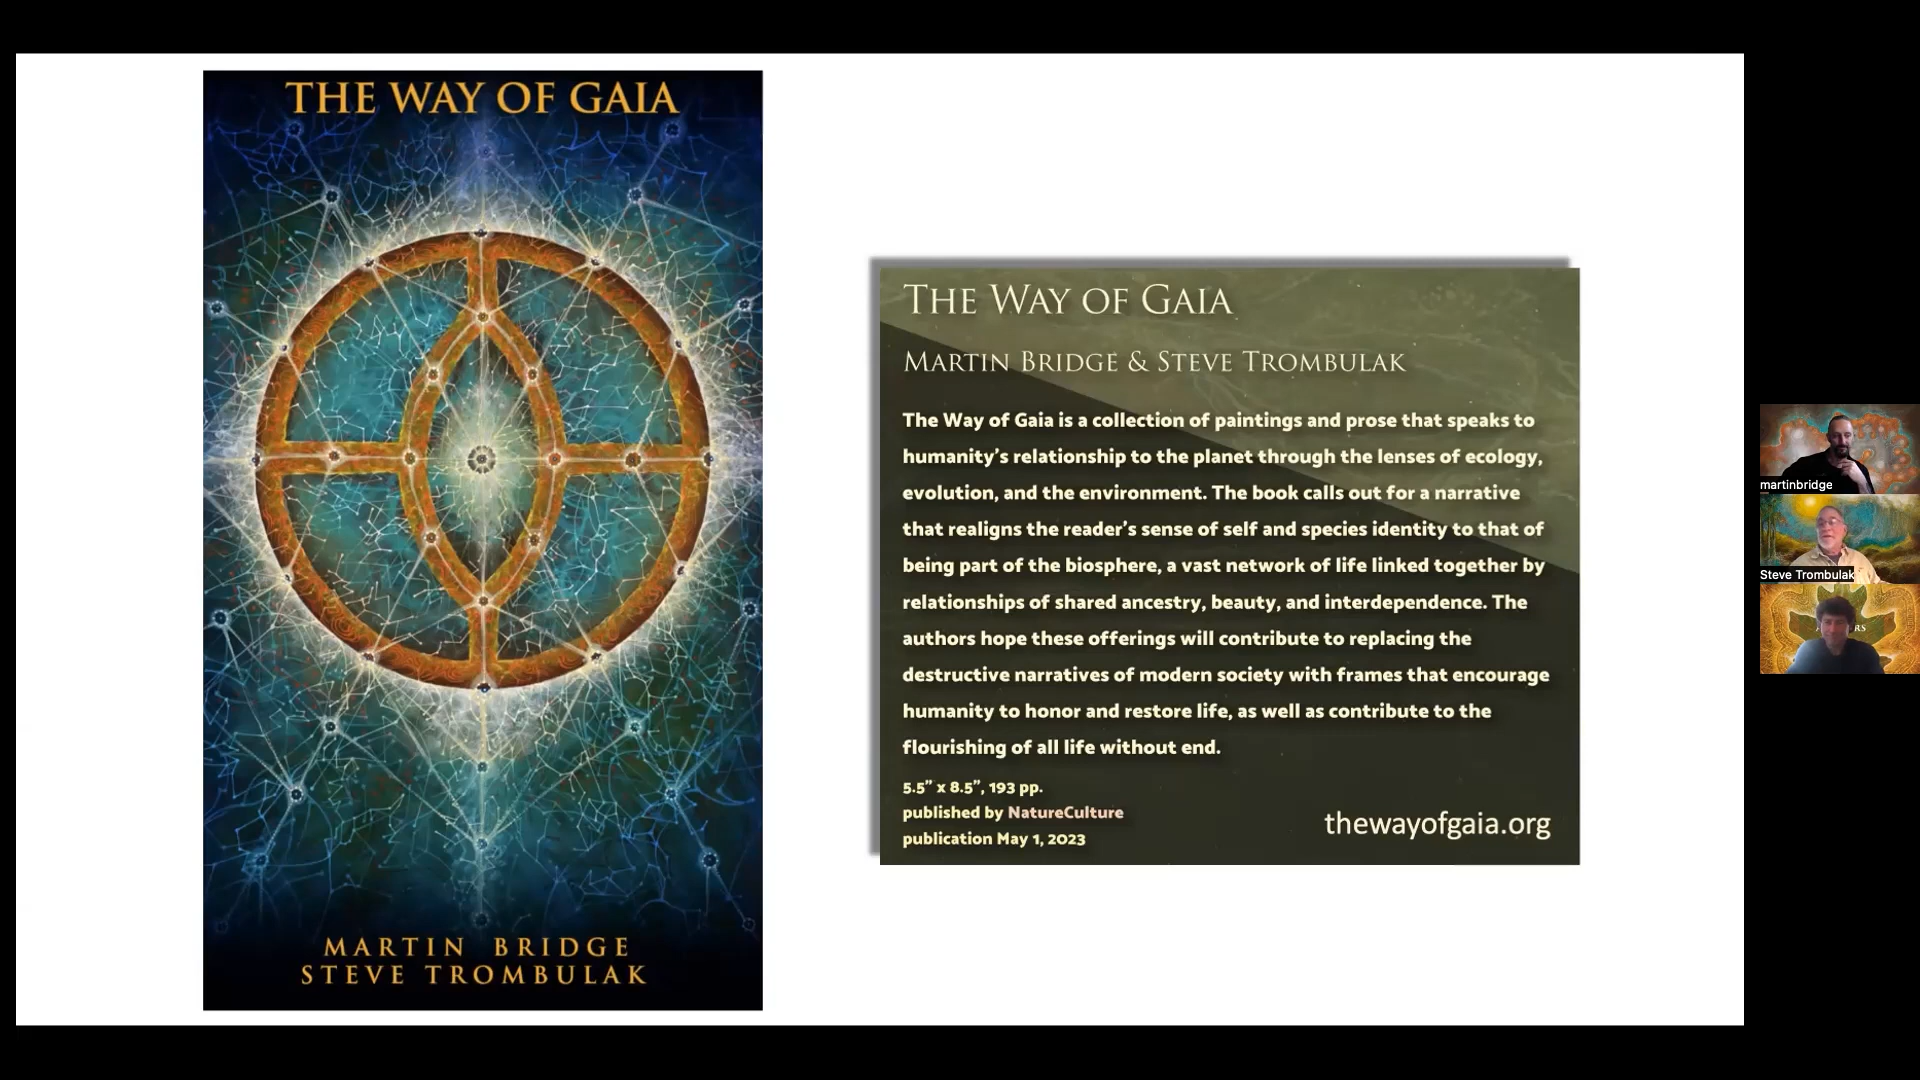 THE WAY OF GAIA
MARTIN BRIDGE
STEVE TROMBULAK
THE WAY OF GAIA
MARTIN BRIDGE & STEVE TROMBULAK
The Way of Gaia is a collection of paintings and prose that speaks to
humanity's relationship to the planet through the lenses of ecology,
evolution, and the environment. The book calls out for a narrative
that realigns the reader's sense of self and species identity to that of
being part of the biosphere, a vast network of life linked together by
relationships of shared ancestry, beauty, and interdependence. The
authors hope these offerings will contribute to replacing the
destructive narratives of modern society with frames that encourage
humanity to honor and restore life, as well as contribute to the
flourishing of all life without end.
5.5” x 8.5”, 193 pp.
published by NatureCulture
publication May 1, 2023
thewayofgaia.org
martinbridge
Steve Trombulak